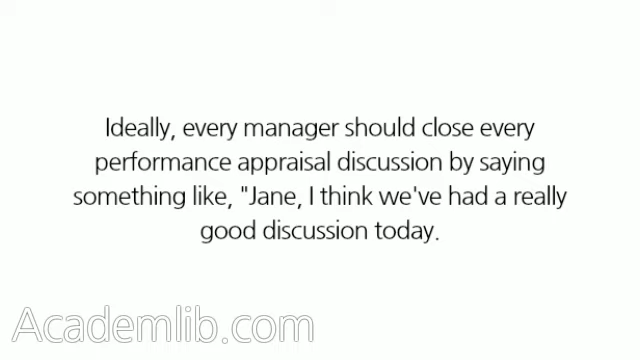 Ideally, every manager should close every
performance appraisal discussion by saying
something like, "Jane, I think we've had a really
good discussion today.
Academlib.com